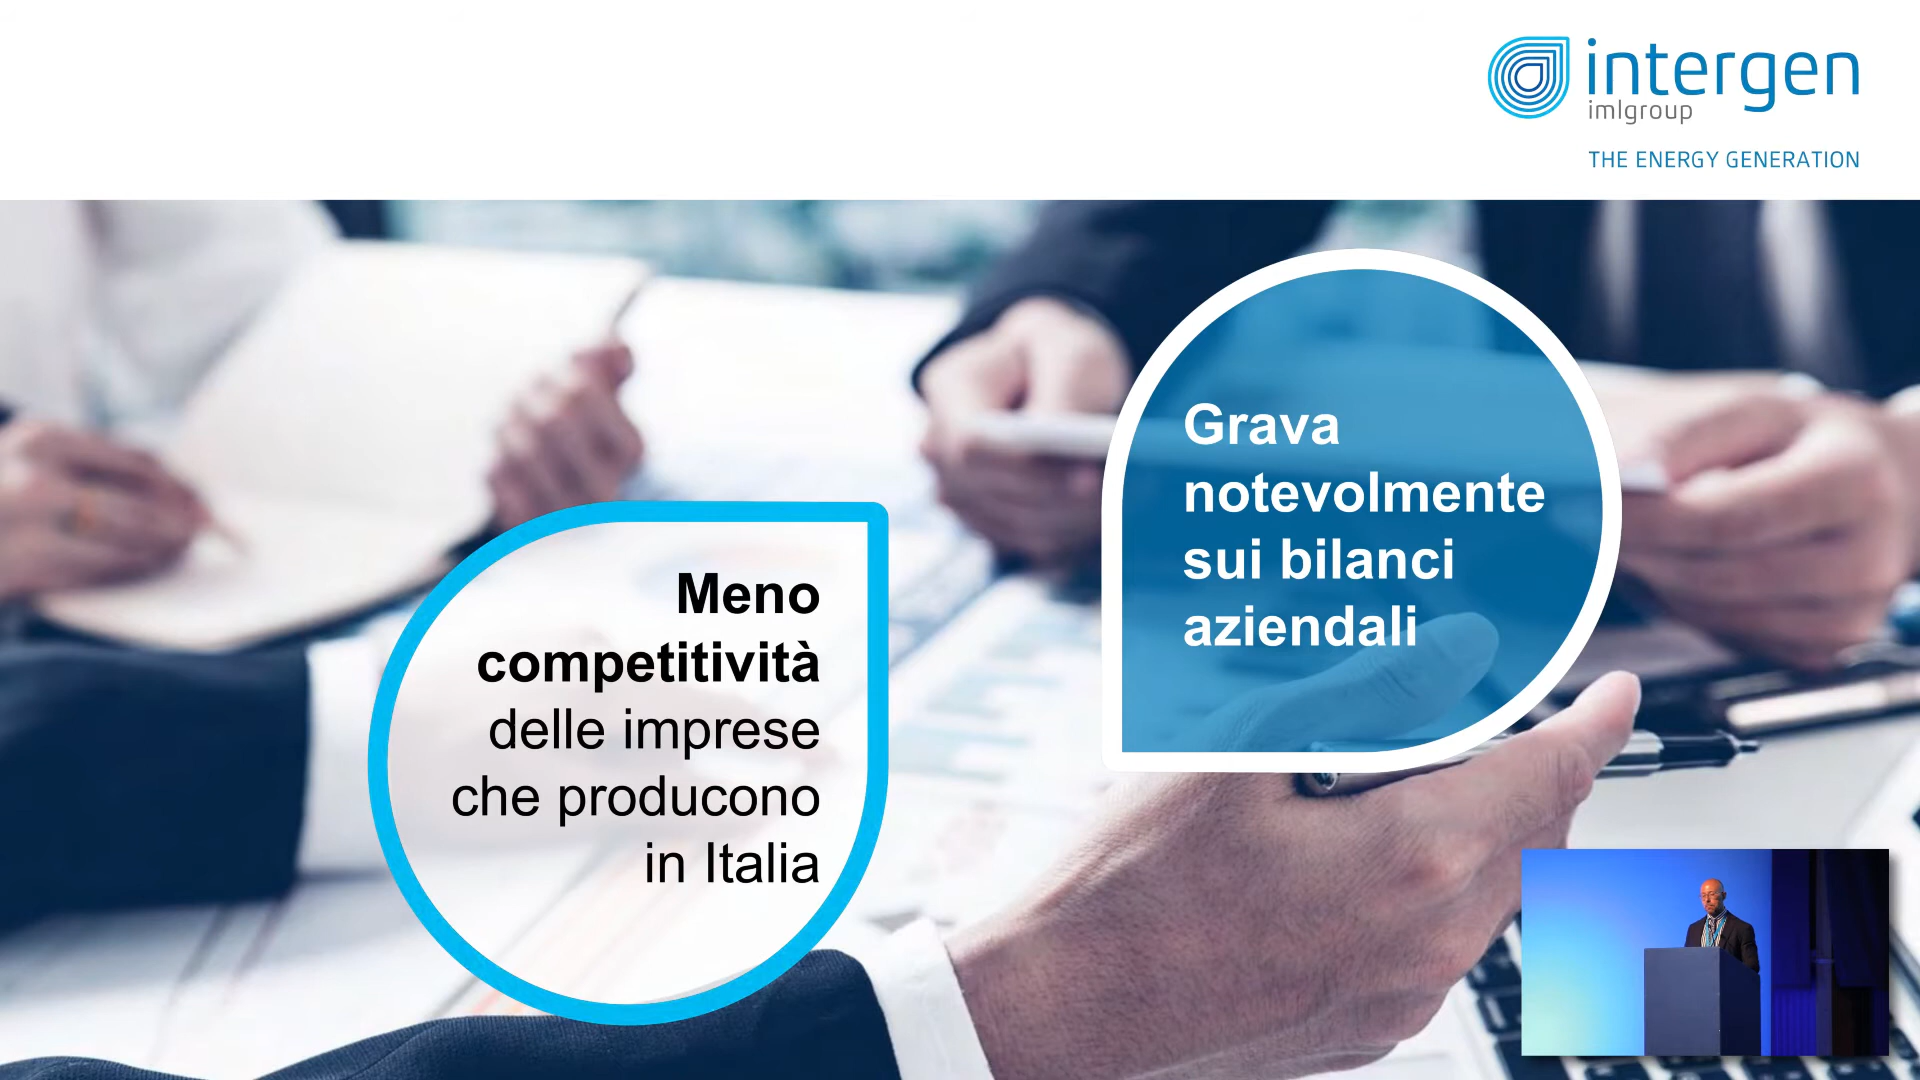 intergen
imlgroup
THE ENERGY GENERATION
Grava
notevolmente
sui bilanci
aziendali
Meno
competitività
delle imprese
che producono
in Italia